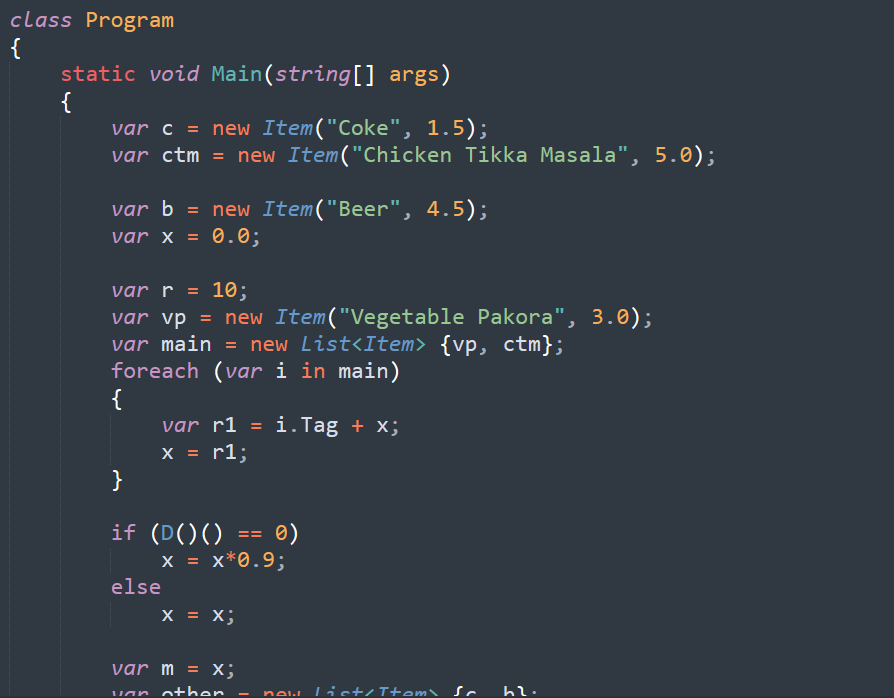 class Program
{
static void Main(string[] args)
{
var c = new Item("Coke", 1.5);
var ctm = new Item("Chicken Tikka Masala", 5.0);
var b = new Item("Beer", 4.5);
var x = 0.0;
var r = 10;
var vp = new Item("Vegetable Pakora", 3.0);
var main = new List<Item> {vp, ctm};
foreach (var i in main)
{
var r1 = i.Tag + x;
x = r1;
}
if (D()() == 0)
x = x*0.9;
else
x = x;
var m = x;
var other = new List<Item> {c, b};